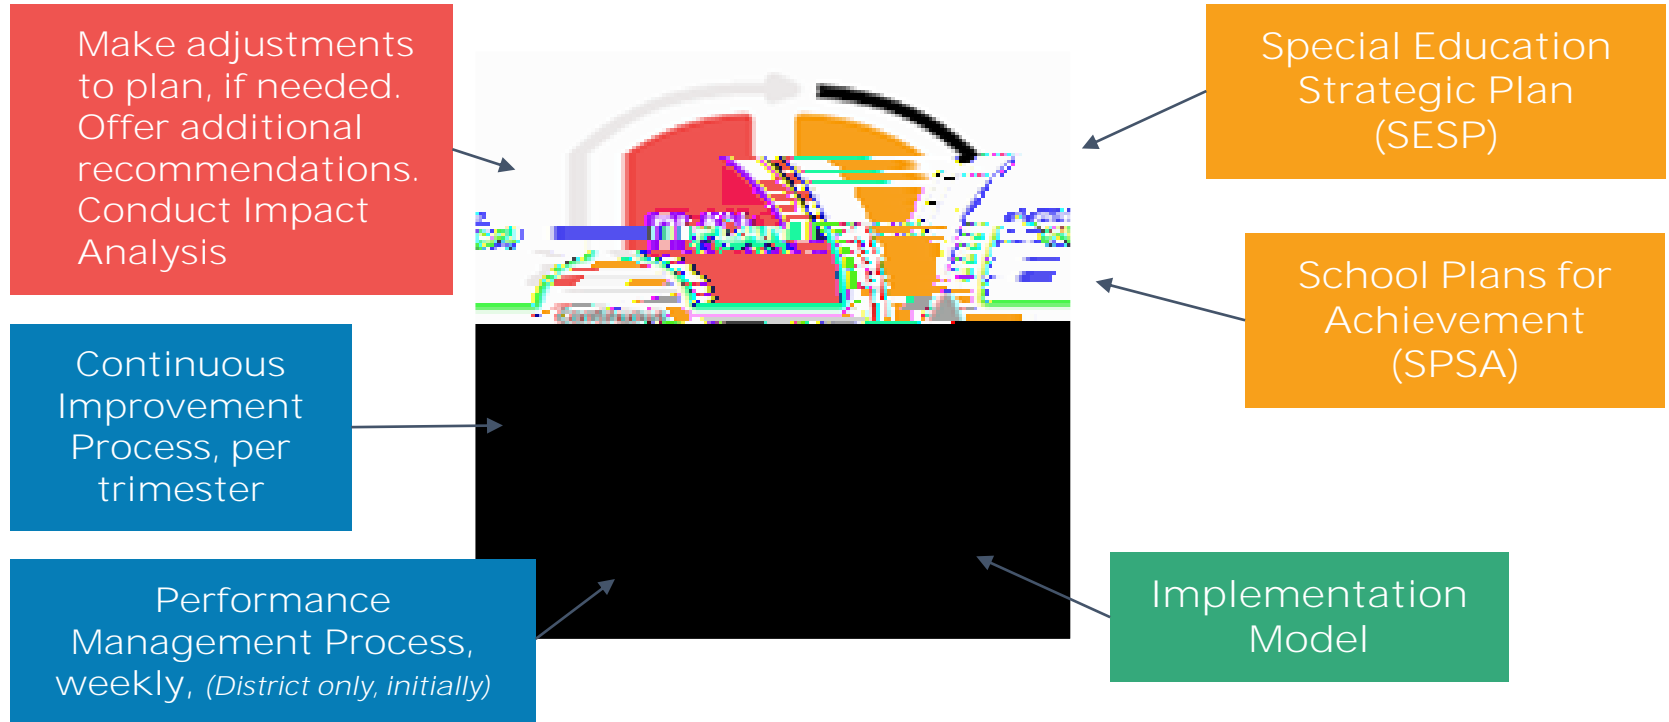 Make adjustments
to plan, if needed.
Offer additional
recommendations.
Conduct Impact
Analysis
Special Education
Strategic Plan
(SESP)
School Plans for
Achievement
(SPSA)
Continuous
Improvement
Process, per
trimester
Performance
Management Process,
weekly, (District only, initially)
Implementation
Model